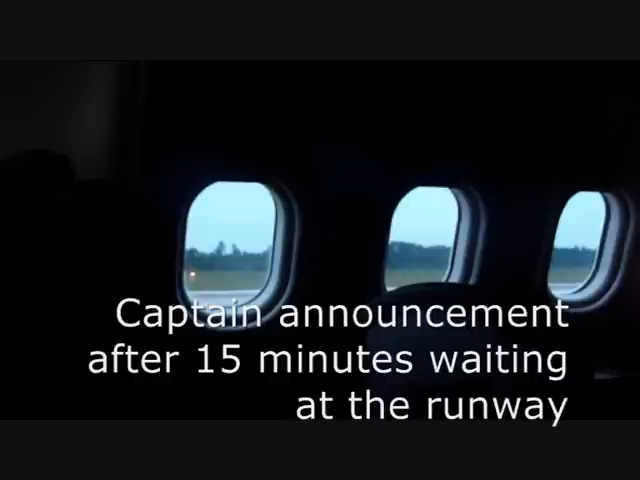 Captain announcement
after 15 minutes waiting
at the runway